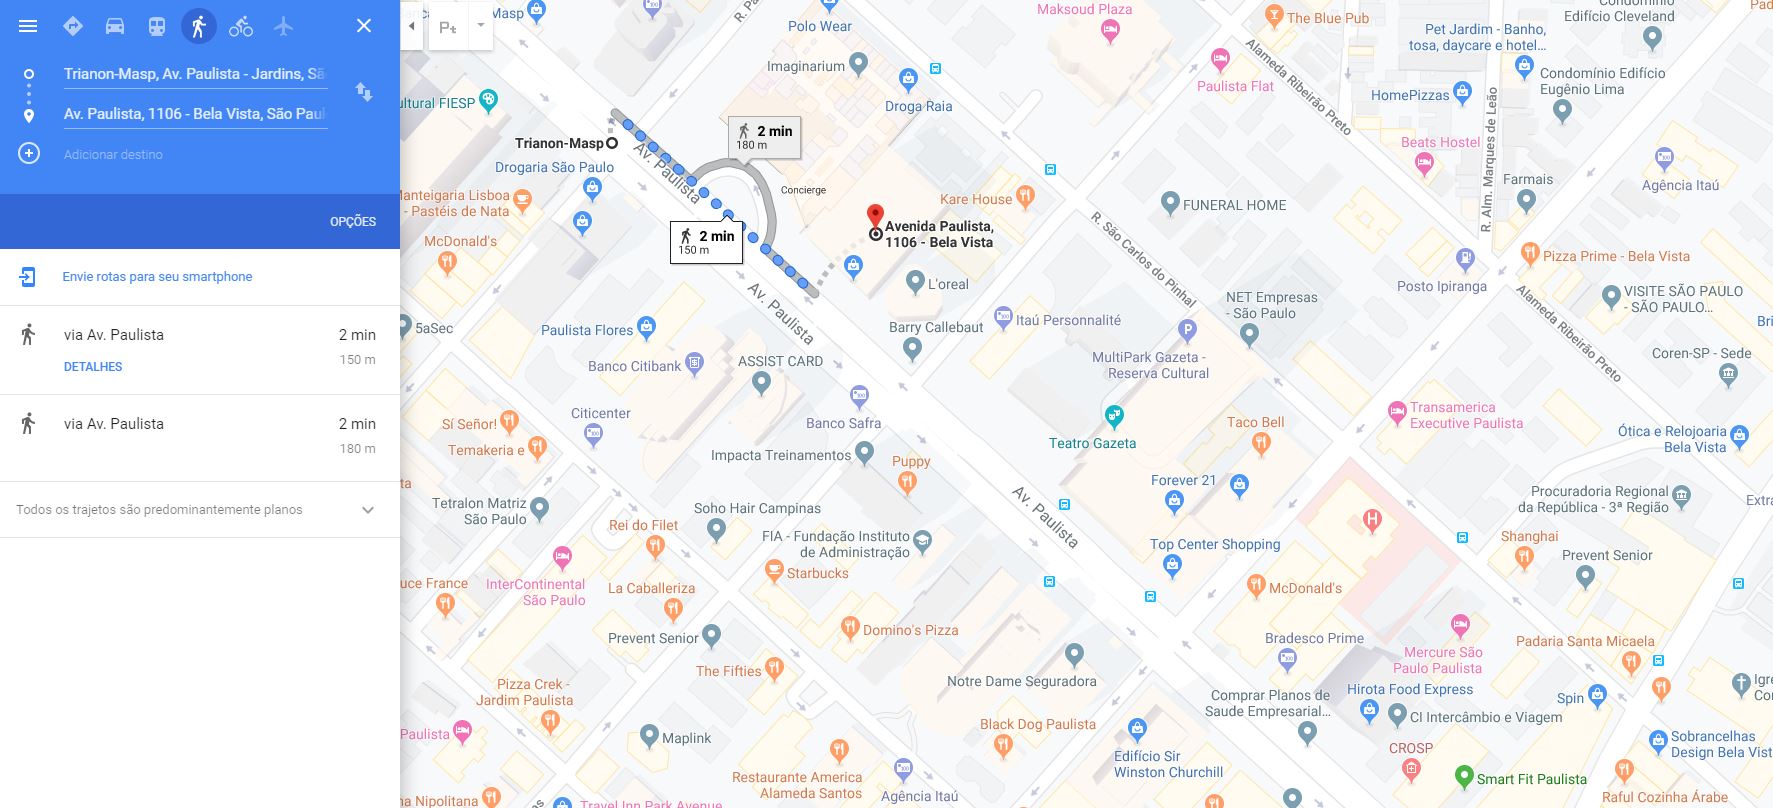 Trianon-Masp, Av. Paulista - Jardins, Sã
Av. Paulista, 1106 - Bela Vista, São Paul
Adicionar destino
OPÇÕES
Envie rotas para seu smartphone
via Av. Paulista
2 min
150 m
DETALHES
via Av. Paulista
2 min
180 m
Todos os trajetos são predominantemente planos
Masp
Polo Wear
Maksoud Plaza
The Blue Pub
Condomínio
Edifício Cleveland
Pet Jardim - Banho,
tosa, daycare e hotel...
Imaginarium
Droga Raia
Paulista Flat
Alameda Ribeirão Preto
HomePizzas
R. Alm. Marques de Leão
Condomínio Edifício
Eugênio Lima
ultural FIESP
Trianon-Masp
Drogaria São Paulo
Av. Paulista
2 min
180 m
Concierge
2 min
150 m
Avenida Paulista,
1106 - Bela Vista
Kare House
Beats Hostel
Farmais
Agência Itaú
FUNERAL HOME
R. São Carlos do Pinhal
Manteigaria Lisboa
- Pastéis de Nata
McDonald's
L'oreal
Pizza Prime - Bela Vista
Posto Ipiranga
NET Empresas
- São Paulo
VISITE SÃO PAULO
- SÃO PAULO...
Alameda Ribeirão Preto
5aSec
Paulista Flores
Av. Paulista
Barry Callebaut
Itaú Personnalité
MultiPark Gazeta -
Reserva Cultural
Coren-SP - Sede
Banco Citibank
ASSIST CARD
Citicenter
Banco Safra
Sí Señor!
Temakeria e
Impacta Treinamentos
Puppy
Teatro Gazeta
Taco Bell
Transamerica
Executive Paulista
Ótica e Relojoaria
Bela Vista
Forever 21
Av. Paulista
Tetralon Matriz
São Paulo
Soho Hair Campinas
Rei do Filet
FIA - Fundação Instituto
de Administração
Procuradoria Regional
da República - 3ª Região
Extra
Top Center Shopping
Shanghai
Prevent Senior
InterContinental
São Paulo
uce France
La Caballeriza
Starbucks
McDonald's
Prevent Senior
Domino's Pizza
Bradesco Prime
Mercure São
Paulo Paulista
Padaria Santa Micaela
The Fifties
Notre Dame Seguradora
Pizza Crek -
Jardim Paulista
Comprar Planos de
Saude Empresarial...
Hirota Food Express
CI Intercâmbio e Viagem
Spin
Paulista
Maplink
Black Dog Paulista
Edifício Sir
Winston Churchill
CROSP
Sobrancelhas
Design Bela Vist
Restaurante America
Alameda Santos
Agência Itaú
Smart Fit Paulista
Raful Cozinha Árabe
na Nipolitana
Travel Inn Park Avenue